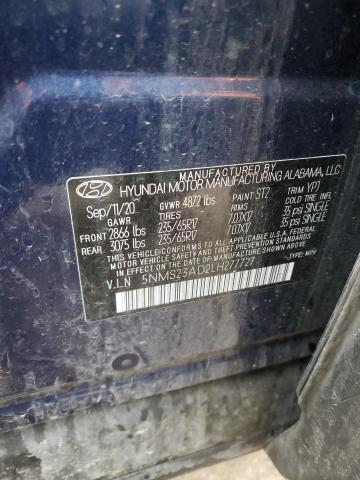 MANUFACTURED BY
HYUNDAI MOTOR MANUFACTURING ALABAMA, LLC
Sep/11/20 GVWR 4872 lbs PAINT ST2 TRIM YPJ
GAWR TIRES RIMS COLD TIRE INFLATION
FRONT 2866 lbs 235/65R17 7.0JX17 35 psi SINGLE
REAR 3075 lbs 235/65R17 7.0JX17 35 psi SINGLE
THIS VEHICLE CONFORMS TO ALL APPLICABLE U.S.
FEDERAL MOTOR VEHICLE SAFETY AND THEFT PREVENTION
STANDARDS IN EFFECT ON THE DATE OF MANUFACTURE
SHOWN ABOVE.
V.I.N 5NMS23AD2LH277727 TYPE: MPV